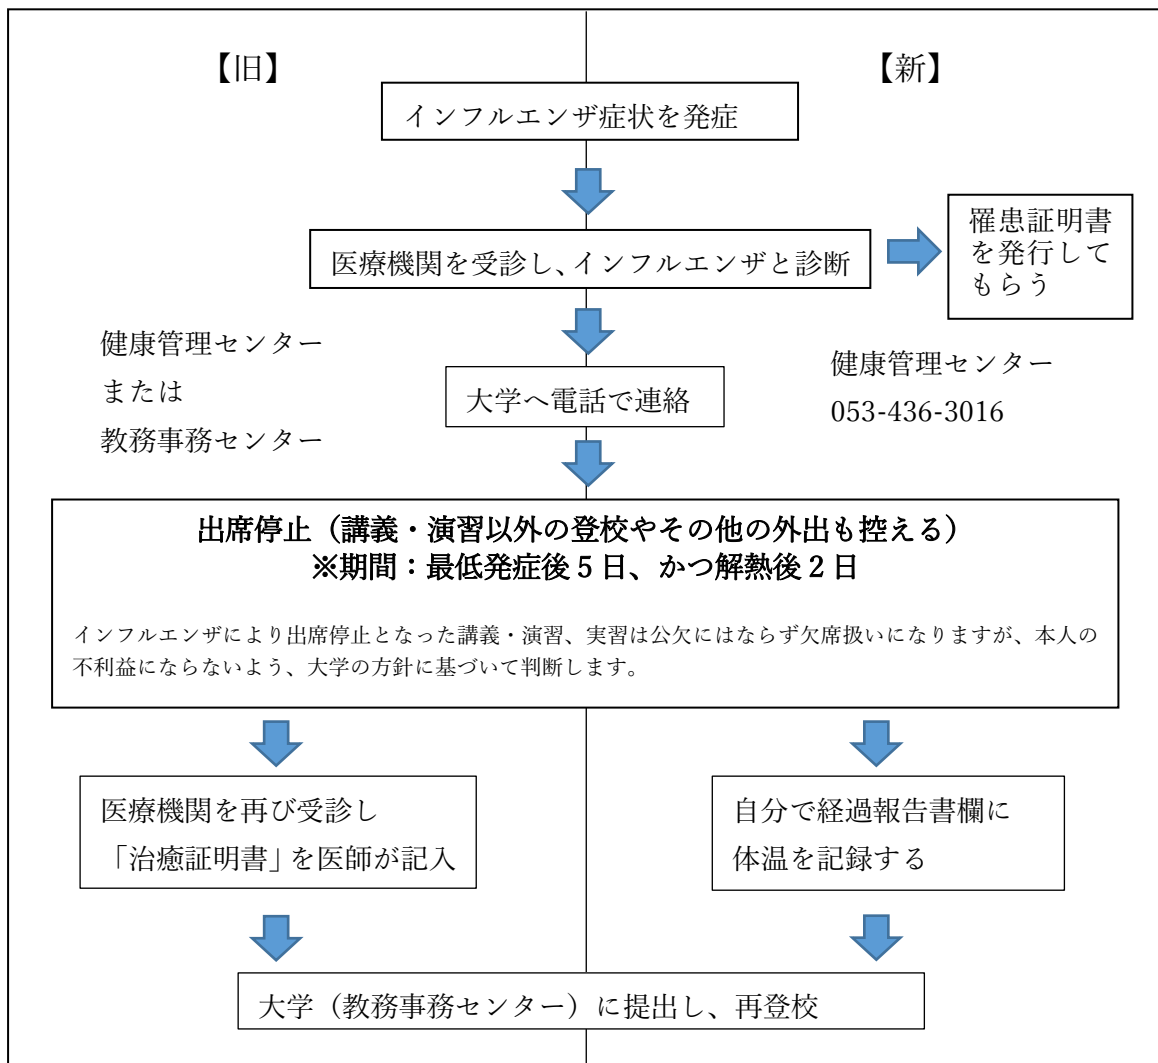 【旧】
【新】
インフルエンザ症状を発症
医療機関を受診し、インフルエンザと診断
罹患証明書
を発行して
もらう
健康管理センター
または
教務事務センター
大学へ電話で連絡
健康管理センター
053-436-3016
出席停止（講義・演習以外の登校やその他の外出も控える）
※期間：最低発症後5日、かつ解熱後2日
インフルエンザにより出席停止となった講義・演習、実習は公欠にはならず欠席扱いになりますが、本人の
不利益にならないよう、大学の方針に基づいて判断します。
医療機関を再び受診し
「治癒証明書」を医師が記入
自分で経過報告書欄に
体温を記録する
大学（教務事務センター）に提出し、再登校